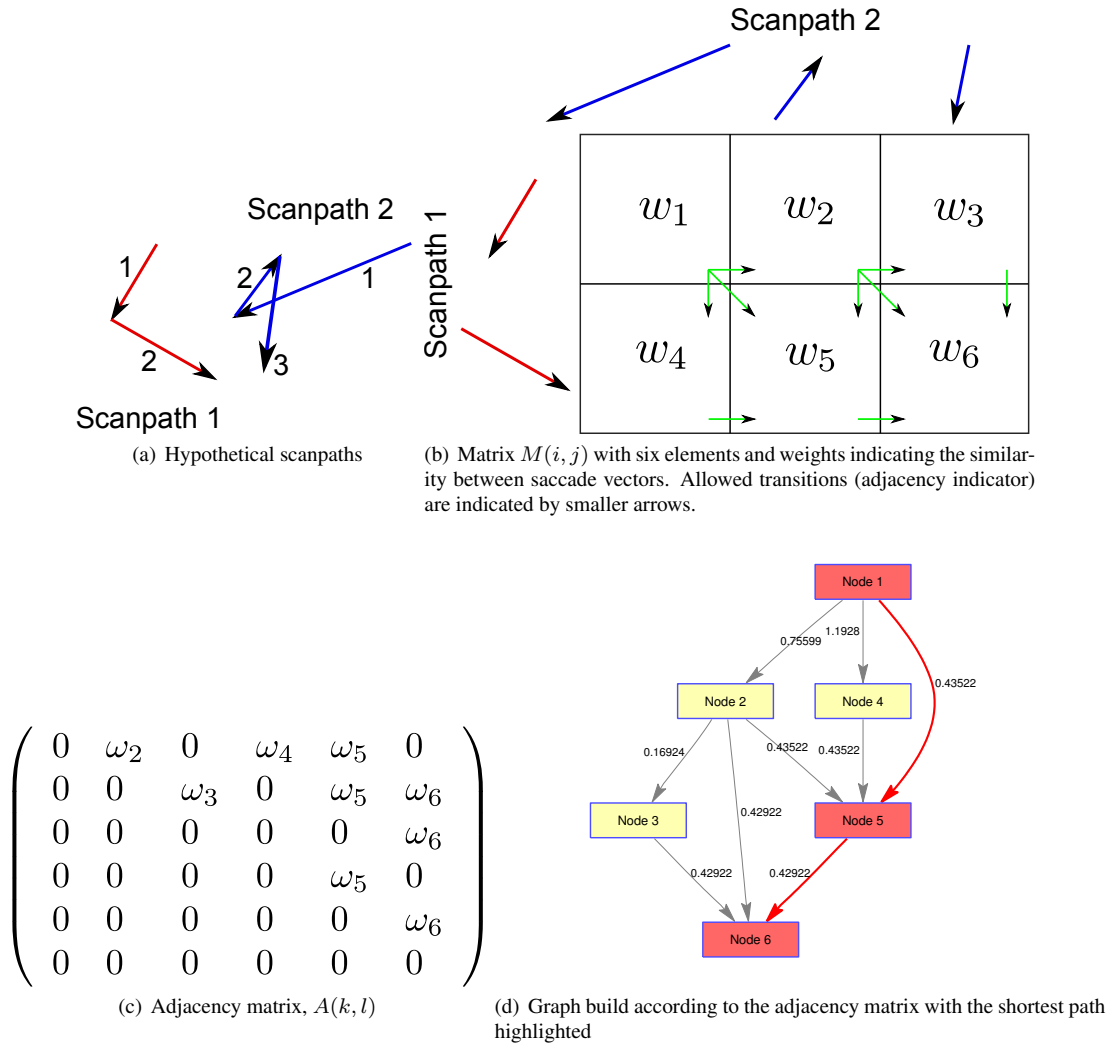 Scanpath 2
Scanpath 2
1
2
1
2
3
Scanpath 1
Scanpath 1
w₁ w₂ w₃
w₄ w₅ w₆
(a) Hypothetical scanpaths
(b) Matrix M(i, j) with six elements and weights indicating the similar-
ity between saccade vectors. Allowed transitions (adjacency indicator)
are indicated by smaller arrows.
0 ω₂ 0 ω₄ ω₅ 0
0 0 ω₃ 0 ω₅ ω₆
0 0 0 0 0 ω₆
0 0 0 0 ω₅ 0
0 0 0 0 0 ω₆
0 0 0 0 0 0
(c) Adjacency matrix, A(k, l)
Node 1
0.75599
1.1928
0.43522
Node 2
Node 4
0.16924
0.43522
0.43522
0.42922
Node 3
Node 5
0.42922
0.42922
Node 6
(d) Graph build according to the adjacency matrix with the shortest path
highlighted